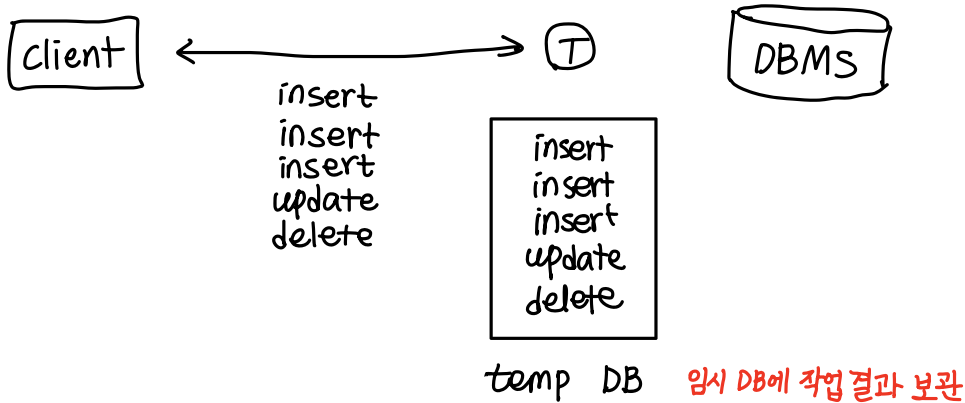 client
T
DBMS
insert
insert
insert
update
delete
insert
insert
insert
update
delete
temp DB
임시 DB에 작업 결과 보관